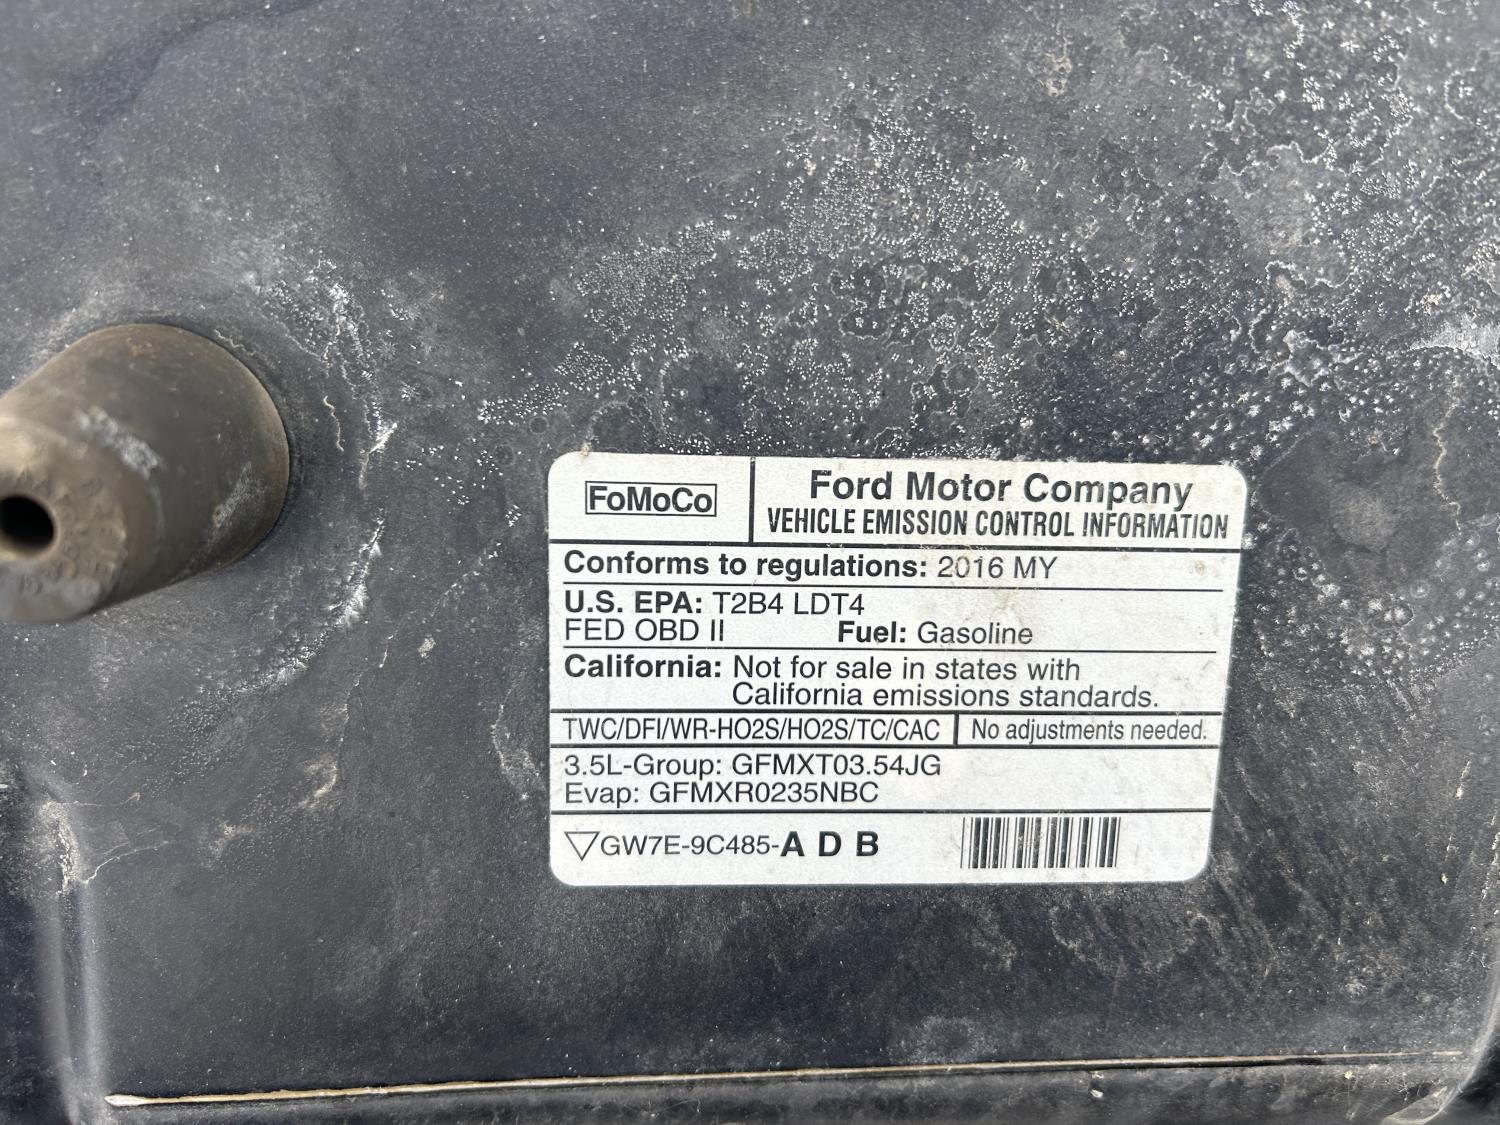 FoMoCo
Ford Motor Company
VEHICLE EMISSION CONTROL INFORMATION
Conforms to regulations: 2016 MY
U.S. EPA: T2B4 LDT4
FED OBD II Fuel: Gasoline
California: Not for sale in states with
California emissions standards.
TWC/DFI/WR-HO2S/HO2S/TC/CAC No adjustments needed.
3.5L-Group: GFMXT03.54JG
Evap: GFMXR0235NBC
GW7E-9C485-A D B